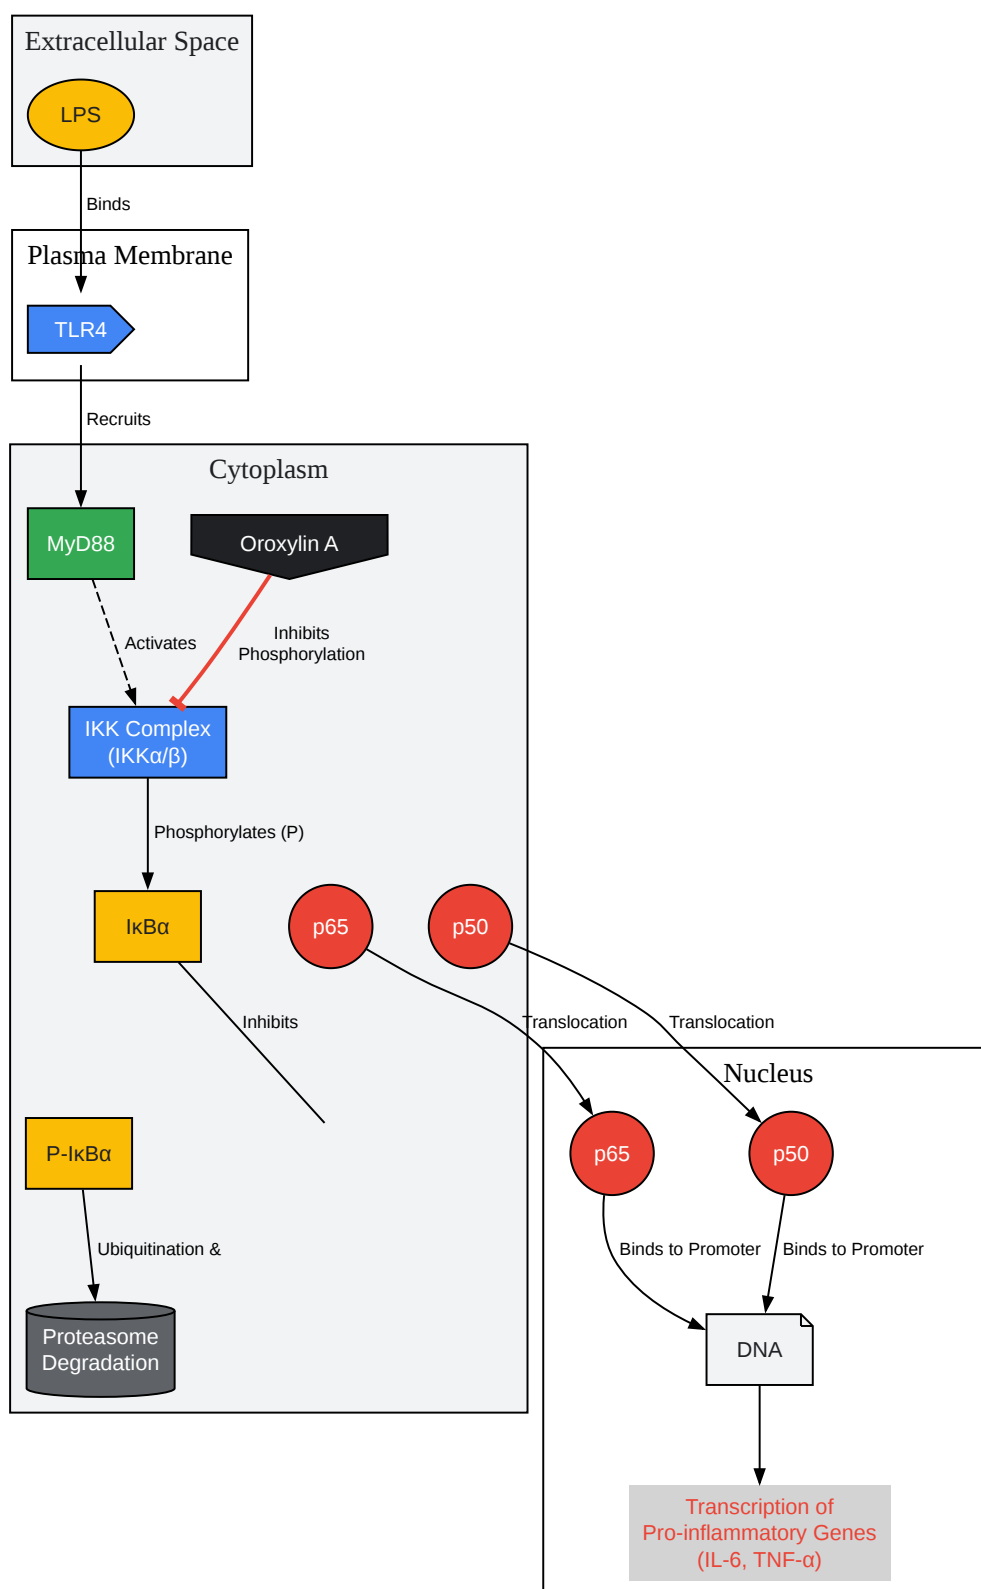 Extracellular Space
LPS
Binds
Plasma Membrane
TLR4
Recruits
Cytoplasm
MyD88
Oroxylin A
Activates
Inhibits
Phosphorylation
IKK Complex
(IKKα/β)
Phosphorylates (P)
IκBα
p65
p50
Inhibits
Translocation
Translocation
Nucleus
P-IκBα
p65
p50
Ubiquitination &
Binds to Promoter
Binds to Promoter
Proteasome
Degradation
DNA
Transcription of
Pro-inflammatory Genes
(IL-6, TNF-α)